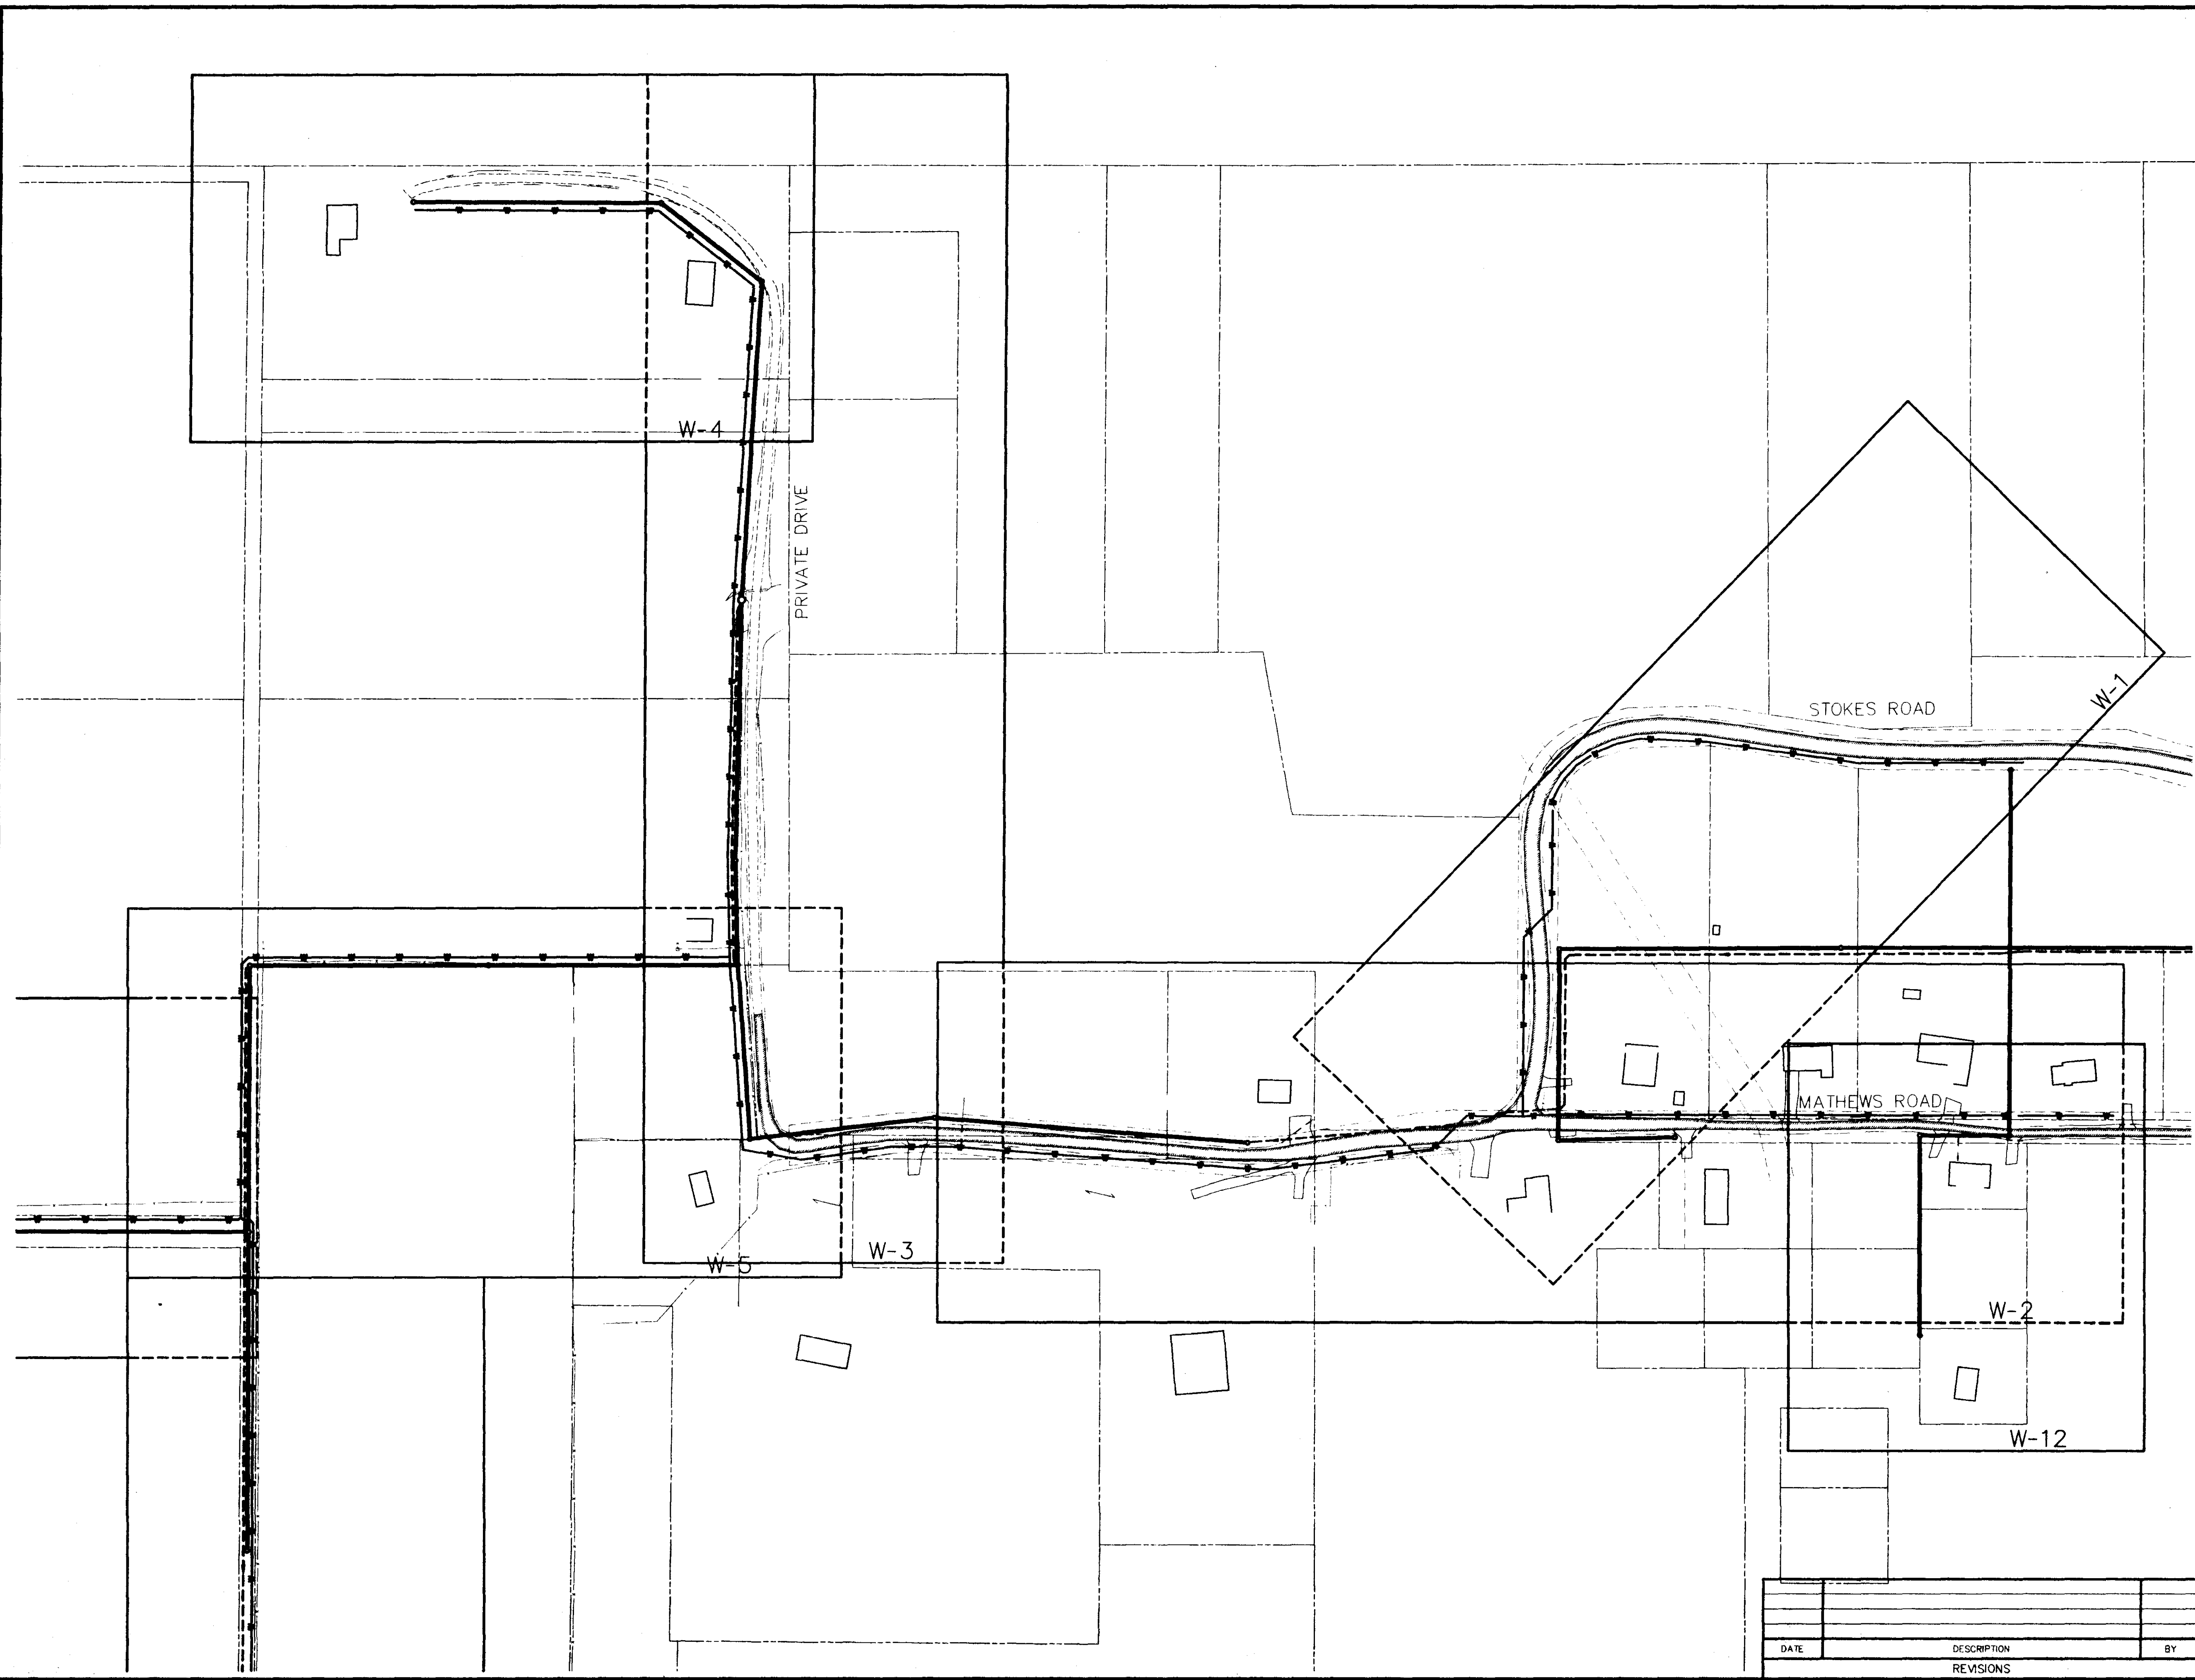 W-4
PRIVATE DRIVE
STOKES ROAD
W-1
MATHEWS ROAD
W-3
W-5
W-2
W-12
DATE
DESCRIPTION
BY
REVISIONS